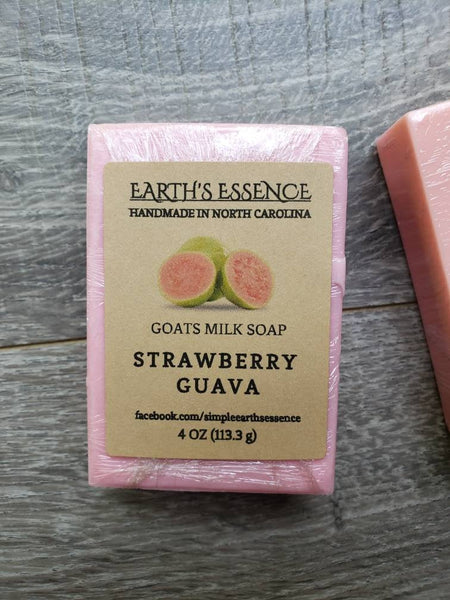 EARTH'S ESSENCE
HANDMADE IN NORTH CAROLINA
GOATS MILK SOAP
STRAWBERRY
GUAVA
facebook.com/simpleearthsessence
4 OZ (113.3 g)